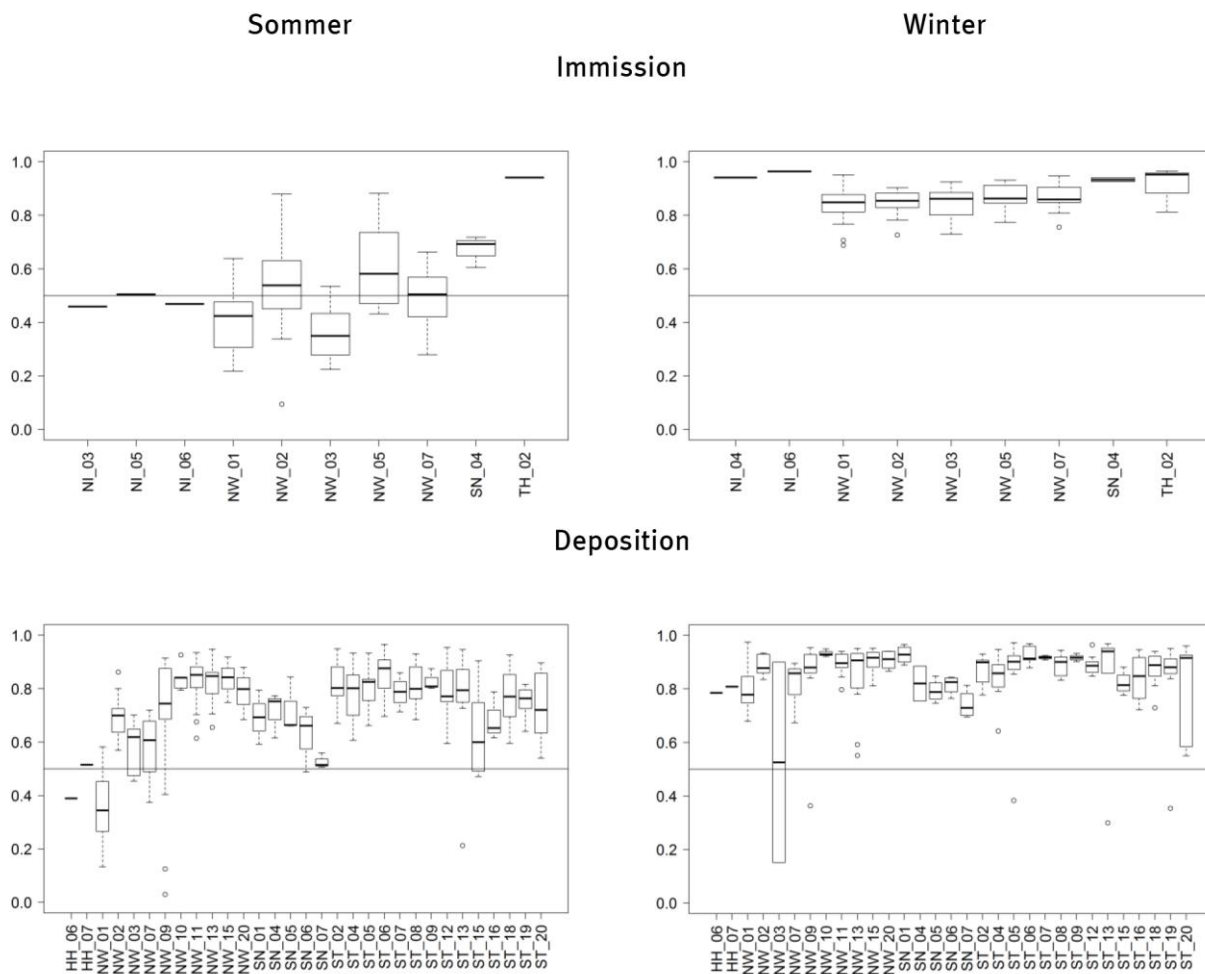 Sommer
Winter
Immission
1.0
0.8
0.6
0.4
0.2
0.0
NI_03
NI_05
NI_06
NW_01
NW_02
NW_03
NW_05
NW_07
SN_04
TH_02
1.0
0.8
0.6
0.4
0.2
0.0
NI_04
NI_06
NW_01
NW_02
NW_03
NW_05
NW_07
SN_04
TH_02
Deposition
1.0
0.8
0.6
0.4
0.2
0.0
HH_06
HH_07
NW_01
NW_02
NW_03
NW_07
NW_09
NW_10
NW_11
NW_13
NW_15
NW_20
SN_01
SN_04
SN_05
SN_06
SN_07
ST_02
ST_04
ST_05
ST_06
ST_07
ST_08
ST_09
ST_12
ST_13
ST_15
ST_16
ST_18
ST_19
ST_20
1.0
0.8
0.6
0.4
0.2
0.0
HH_06
HH_07
NW_01
NW_02
NW_03
NW_07
NW_09
NW_10
NW_11
NW_13
NW_15
NW_20
SN_01
SN_04
SN_05
SN_06
SN_07
ST_02
ST_04
ST_05
ST_06
ST_07
ST_08
ST_09
ST_12
ST_13
ST_15
ST_16
ST_18
ST_19
ST_20